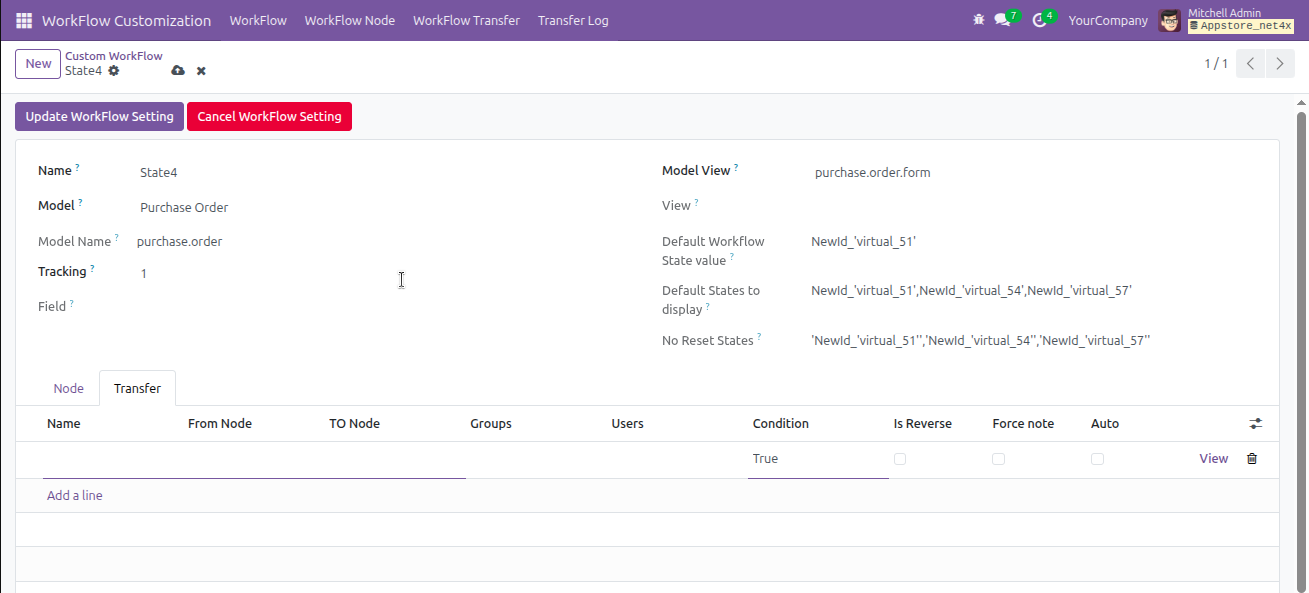 WorkFlow Customization WorkFlow WorkFlow Node WorkFlow Transfer Transfer Log 7 4 YourCompany Mitchell Admin
Appstore_net4x
New Custom WorkFlow
State4
1 / 1
Update WorkFlow Setting Cancel WorkFlow Setting
Name ? State4
Model ? Purchase Order
Model Name ? purchase.order
Tracking ? 1
Field ?
Model View ? purchase.order.form
View ?
Default Workflow State value ? NewId_'virtual_51'
Default States to display ? NewId_'virtual_51',NewId_'virtual_54',NewId_'virtual_57'
No Reset States ? 'NewId_'virtual_51'','NewId_'virtual_54'','NewId_'virtual_57''
Node Transfer
Name From Node TO Node Groups Users Condition Is Reverse Force note Auto
True View
Add a line